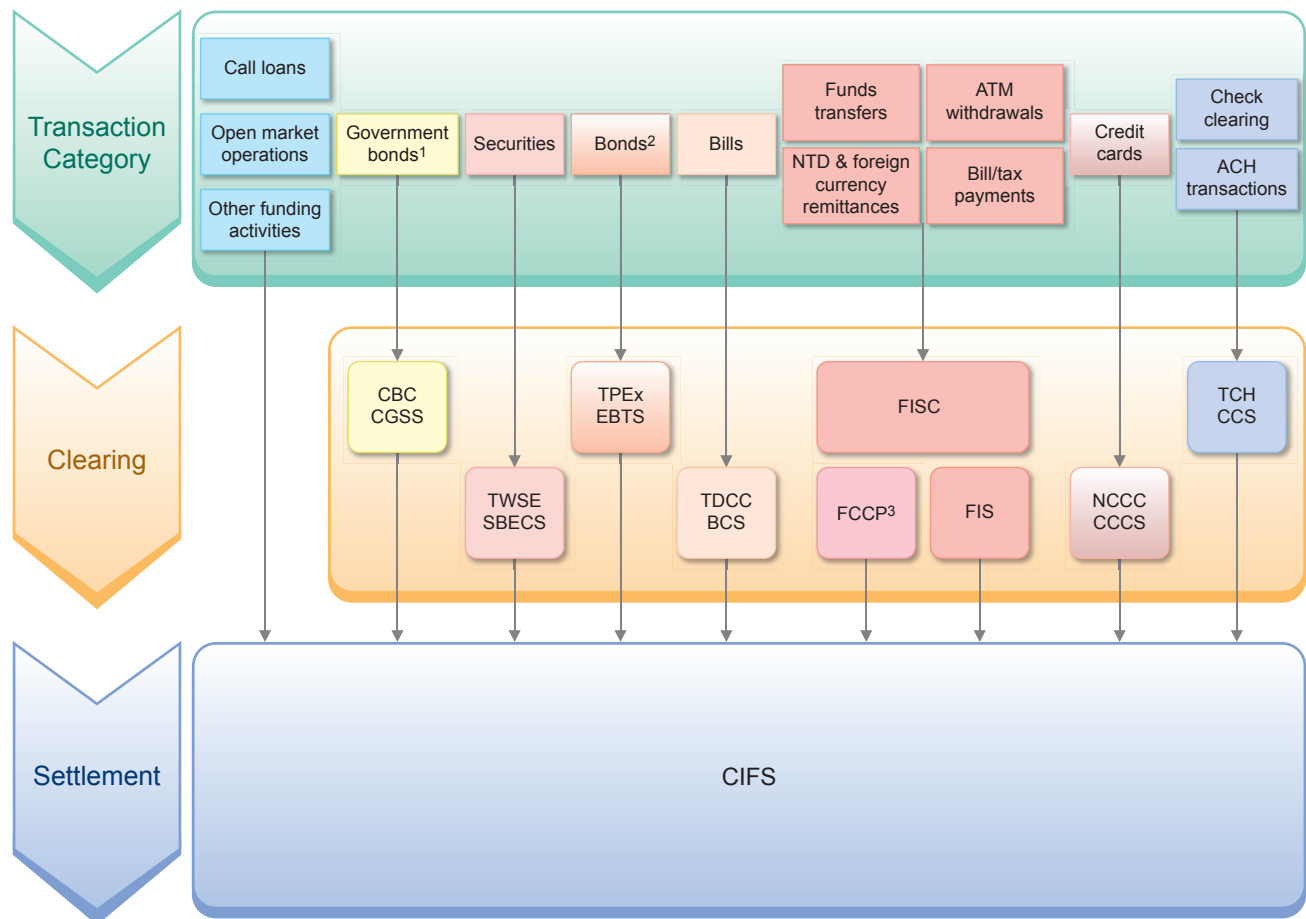 Transaction
Category
Call loans
Open market
operations
Other funding
activities
Government
bonds¹
Securities
Bonds²
Bills
Funds
transfers
ATM
withdrawals
NTD & foreign
currency
remittances
Bill/tax
payments
Credit
cards
Check
clearing
ACH
transactions
Clearing
CBC
CGSS
TWSE
SBECS
TPEx
EBTS
TDCC
BCS
FISC
FCCP³
FIS
NCCC
CCCS
TCH
CCS
Settlement
CIFS